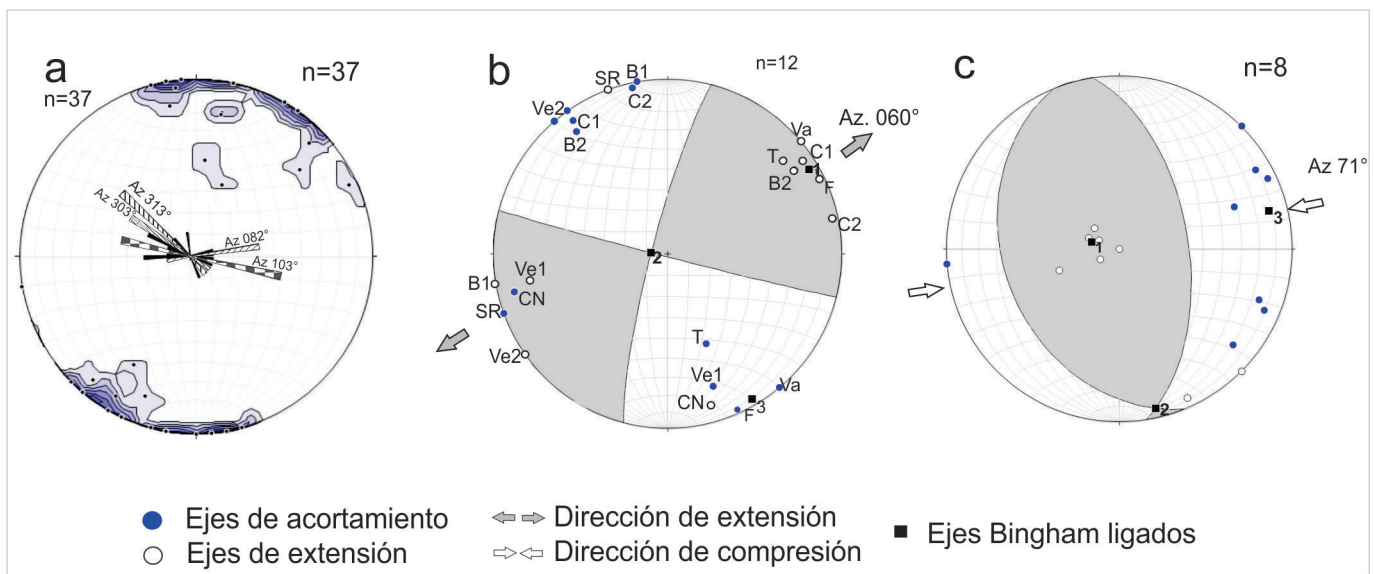 a
n=37
n=37
Az 313°
Az 303°
Az 082°
Az 103°
b
n=12
Az. 060°
SR
B1
C2
Ve2
C1
B2
Va
T
C1
B2
1
F
C2
2
B1
Ve1
CN
SR
Ve2
T
Ve1
Va
CN
F
3
c
n=8
Az 71°
3
1
2
Ejes de acortamiento
Ejes de extensión
Dirección de extensión
Dirección de compresión
Ejes Bingham ligados